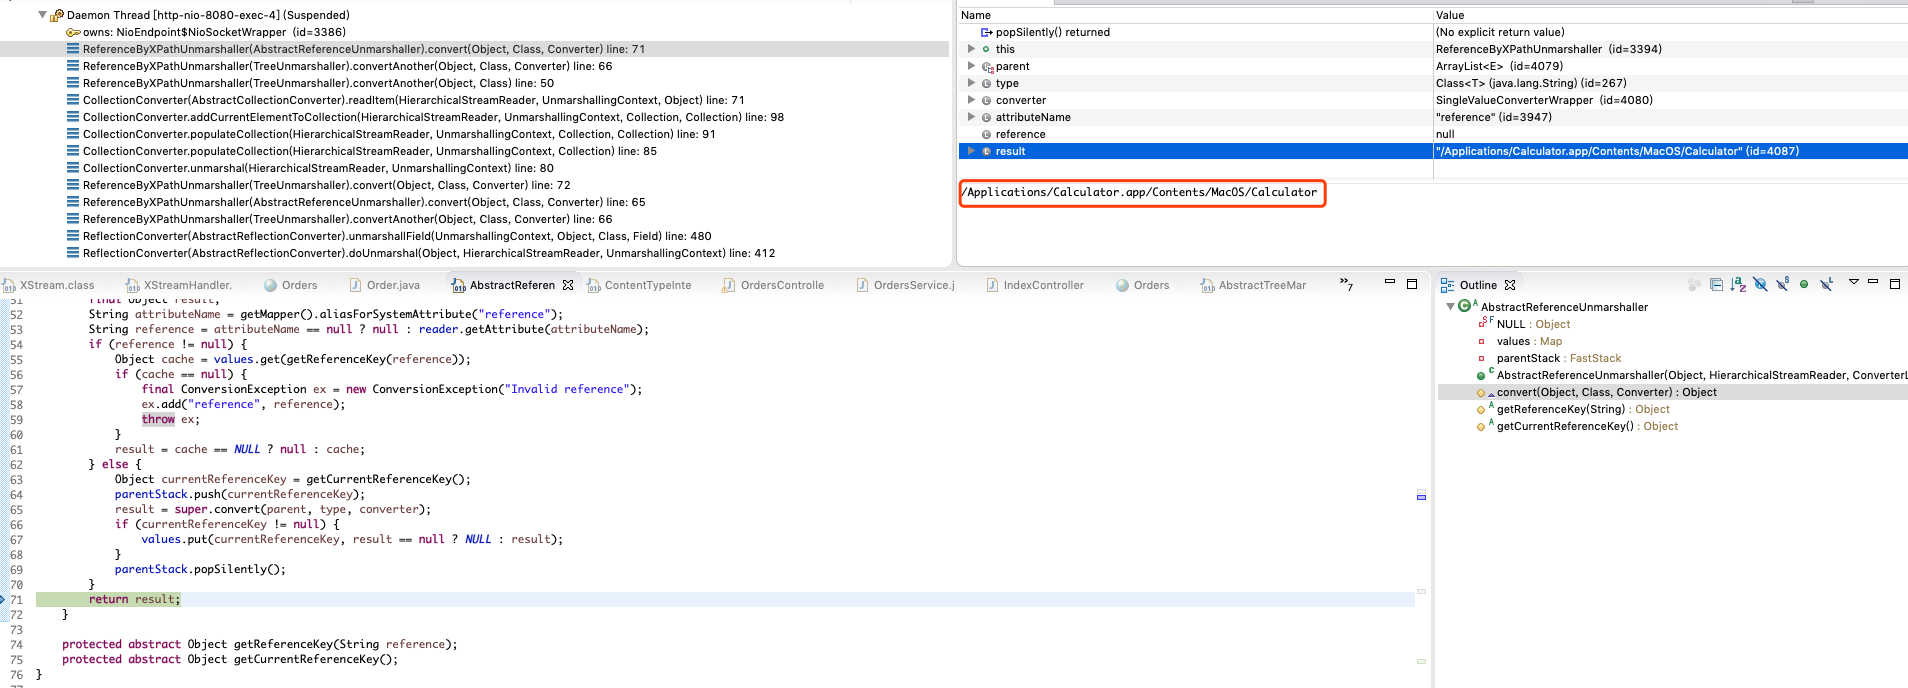 Daemon Thread [http-nio-8080-exec-4] (Suspended)
owns: NioEndpoint$NioSocketWrapper  (id=3386)
ReferenceByXPathUnmarshaller(AbstractReferenceUnmarshaller).convert(Object, Class, Converter) line: 71
ReferenceByXPathUnmarshaller(TreeUnmarshaller).convertAnother(Object, Class, Converter) line: 66
ReferenceByXPathUnmarshaller(TreeUnmarshaller).convertAnother(Object, Class) line: 50
CollectionConverter(AbstractCollectionConverter).readItem(HierarchicalStreamReader, UnmarshallingContext, Object) line: 71
CollectionConverter.addCurrentElementToCollection(HierarchicalStreamReader, UnmarshallingContext, Collection, Collection) line: 98
CollectionConverter.populateCollection(HierarchicalStreamReader, UnmarshallingContext, Collection, Collection) line: 91
CollectionConverter.populateCollection(HierarchicalStreamReader, UnmarshallingContext, Collection) line: 85
CollectionConverter.unmarshal(HierarchicalStreamReader, UnmarshallingContext) line: 80
ReferenceByXPathUnmarshaller(TreeUnmarshaller).convert(Object, Class, Converter) line: 72
ReferenceByXPathUnmarshaller(AbstractReferenceUnmarshaller).convert(Object, Class, Converter) line: 65
ReferenceByXPathUnmarshaller(TreeUnmarshaller).convertAnother(Object, Class, Converter) line: 66
ReflectionConverter(AbstractReflectionConverter).unmarshallField(UnmarshallingContext, Object, Class, Field) line: 480
ReflectionConverter(AbstractReflectionConverter).doUnmarshal(Object, HierarchicalStreamReader, UnmarshallingContext) line: 412
Name Value
popSilently() returned (No explicit return value)
this ReferenceByXPathUnmarshaller  (id=3394)
parent ArrayList<E>  (id=4079)
type Class<T> (java.lang.String) (id=267)
converter SingleValueConverterWrapper  (id=4080)
attributeName "reference" (id=3947)
reference null
result "/Applications/Calculator.app/Contents/MacOS/Calculator" (id=4087)
/Applications/Calculator.app/Contents/MacOS/Calculator
XStream.class XStreamHandler. Orders Order.java AbstractReferen ContentTypeInte OrdersControlle OrdersService.j IndexController Orders AbstractTreeMar »7
51 final Object result;
52 String attributeName = getMapper().aliasForSystemAttribute("reference");
53 String reference = attributeName == null ? null : reader.getAttribute(attributeName);
54 if (reference != null) {
55 Object cache = values.get(getReferenceKey(reference));
56 if (cache == null) {
57 final ConversionException ex = new ConversionException("Invalid reference");
58 ex.add("reference", reference);
59 throw ex;
60 }
61 result = cache == NULL ? null : cache;
62 } else {
63 Object currentReferenceKey = getCurrentReferenceKey();
64 parentStack.push(currentReferenceKey);
65 result = super.convert(parent, type, converter);
66 if (currentReferenceKey != null) {
67 values.put(currentReferenceKey, result == null ? NULL : result);
68 }
69 parentStack.popSilently();
70 }
71 return result;
72 }
73
74 protected abstract Object getReferenceKey(String reference);
75 protected abstract Object getCurrentReferenceKey();
76 }
77
Outline
AbstractReferenceUnmarshaller
NULL : Object
values : Map
parentStack : FastStack
AbstractReferenceUnmarshaller(Object, HierarchicalStreamReader, ConverterL
convert(Object, Class, Converter) : Object
getReferenceKey(String) : Object
getCurrentReferenceKey() : Object